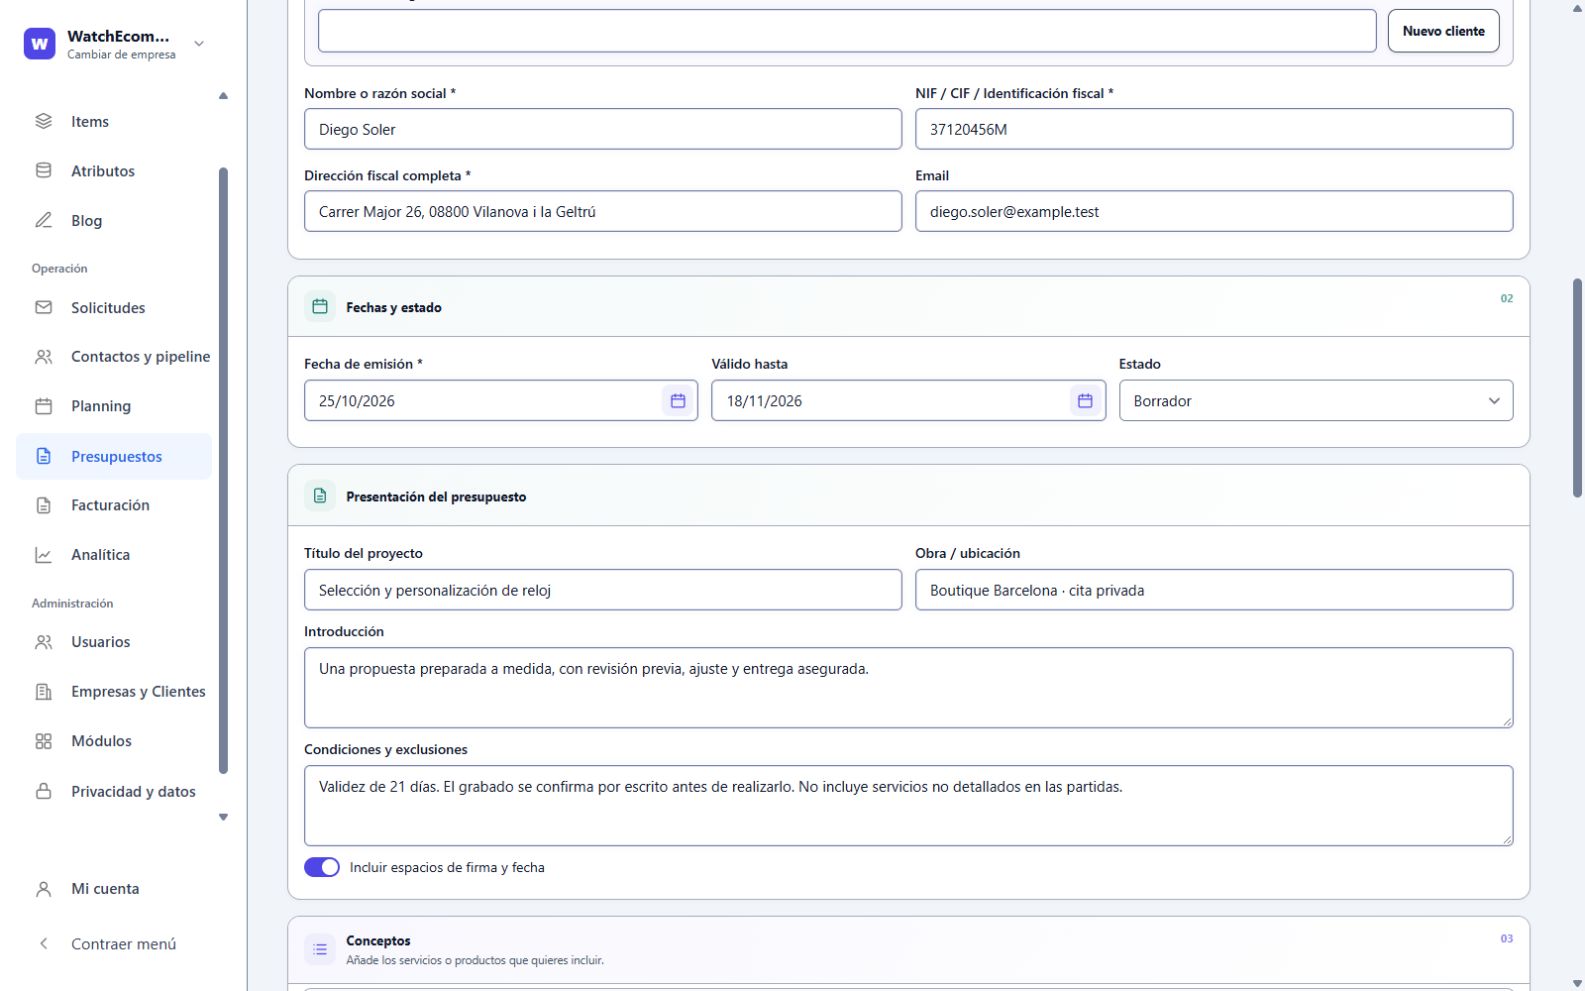 W
WatchEcom...
Cambiar de empresa
Items
Atributos
Blog
Operación
Solicitudes
Contactos y pipeline
Planning
Presupuestos
Facturación
Analítica
Administración
Usuarios
Empresas y Clientes
Módulos
Privacidad y datos
Mi cuenta
Contraer menú
Nuevo cliente
Nombre o razón social *
NIF / CIF / Identificación fiscal *
Diego Soler
37120456M
Dirección fiscal completa *
Email
Carrer Major 26, 08800 Vilanova i la Geltrú
diego.soler@example.test
Fechas y estado
02
Fecha de emisión *
Válido hasta
Estado
25/10/2026
18/11/2026
Borrador
Presentación del presupuesto
Título del proyecto
Obra / ubicación
Selección y personalización de reloj
Boutique Barcelona · cita privada
Introducción
Una propuesta preparada a medida, con revisión previa, ajuste y entrega asegurada.
Condiciones y exclusiones
Validez de 21 días. El grabado se confirma por escrito antes de realizarlo. No incluye servicios no detallados en las partidas.
Incluir espacios de firma y fecha
Conceptos
03
Añade los servicios o productos que quieres incluir.